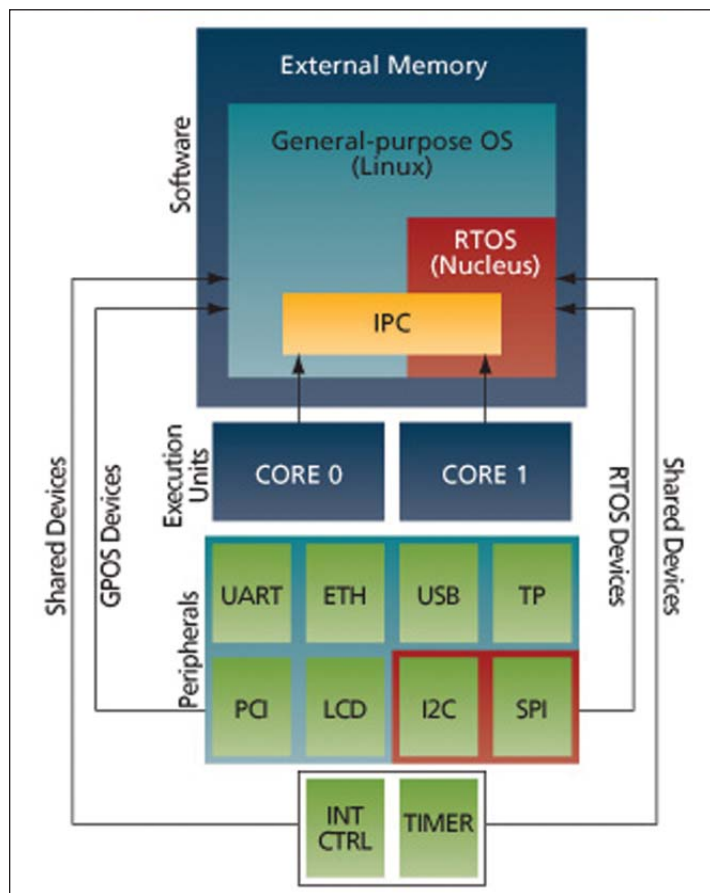 External Memory
General-purpose OS
(Linux)
RTOS
(Nucleus)
IPC
Software
CORE 0
CORE 1
Execution
Units
Shared Devices
GPOS Devices
RTOS Devices
Shared Devices
Peripherals
UART
ETH
USB
TP
PCI
LCD
I2C
SPI
INT
CTRL
TIMER